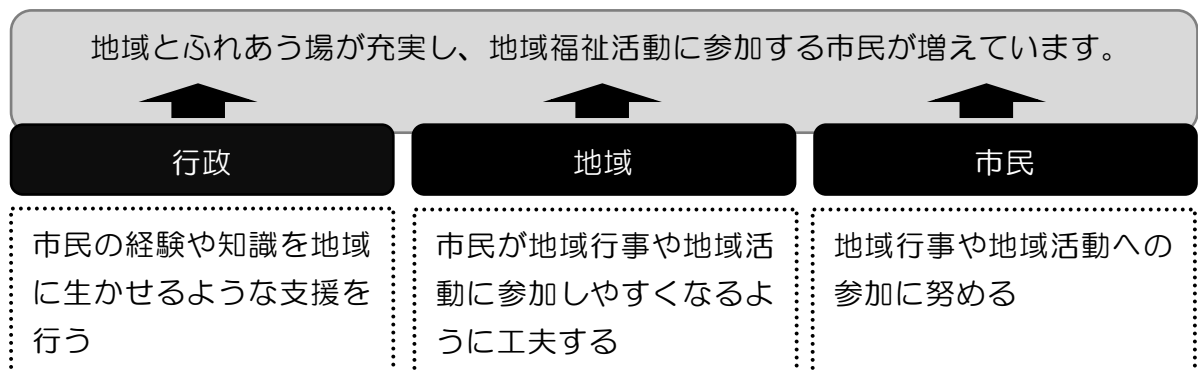 地域とふれあう場が充実し、地域福祉活動に参加する市民が増えています。
行政
市民の経験や知識を地域
に生かせるような支援を
行う
地域
市民が地域行事や地域活
動に参加しやすくなるよ
うに工夫する
市民
地域行事や地域活動への
参加に努める